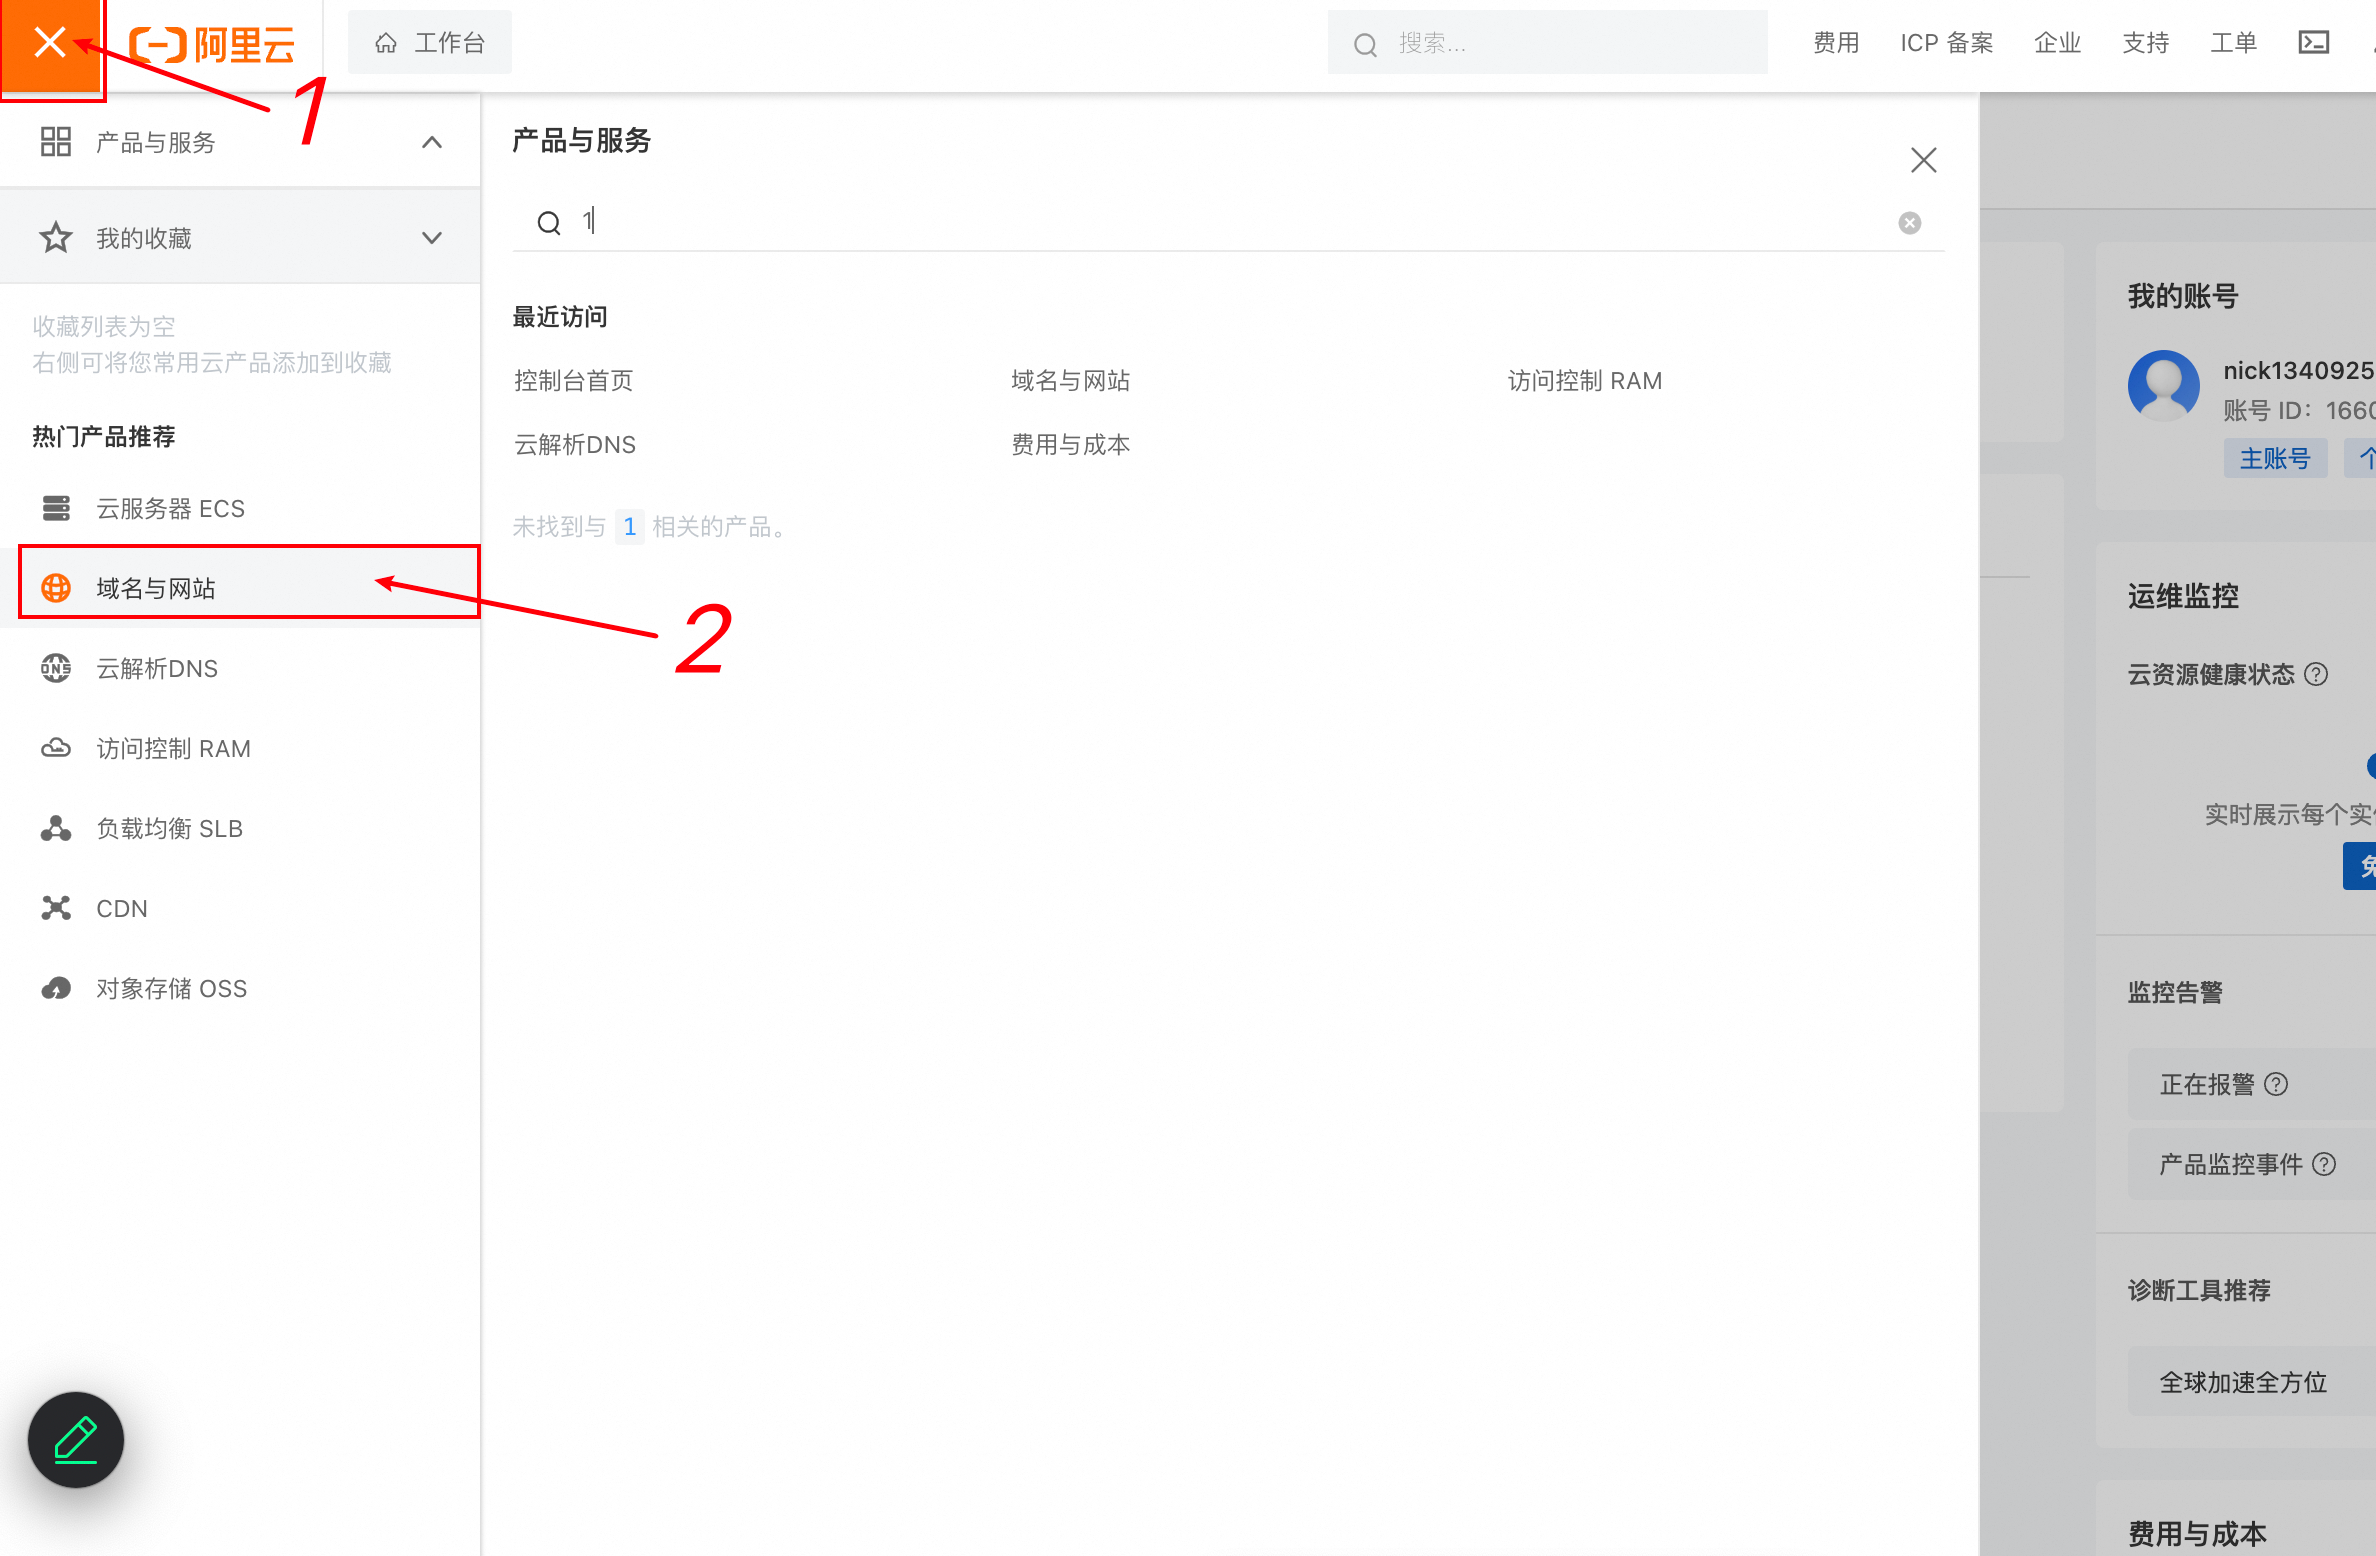 阿里云
工作台
搜索...
费用
ICP 备案
企业
支持
工单
1
产品与服务
我的收藏
收藏列表为空
右侧可将您常用云产品添加到收藏
热门产品推荐
云服务器 ECS
域名与网站
云解析DNS
访问控制 RAM
负载均衡 SLB
CDN
对象存储 OSS
2
产品与服务
1
最近访问
控制台首页
域名与网站
访问控制 RAM
云解析DNS
费用与成本
未找到与 1 相关的产品。
我的账号
nick1340925
账号 ID：1660
主账号
个
运维监控
云资源健康状态
实时展示每个实
免
监控告警
正在报警
产品监控事件
诊断工具推荐
全球加速全方位
费用与成本